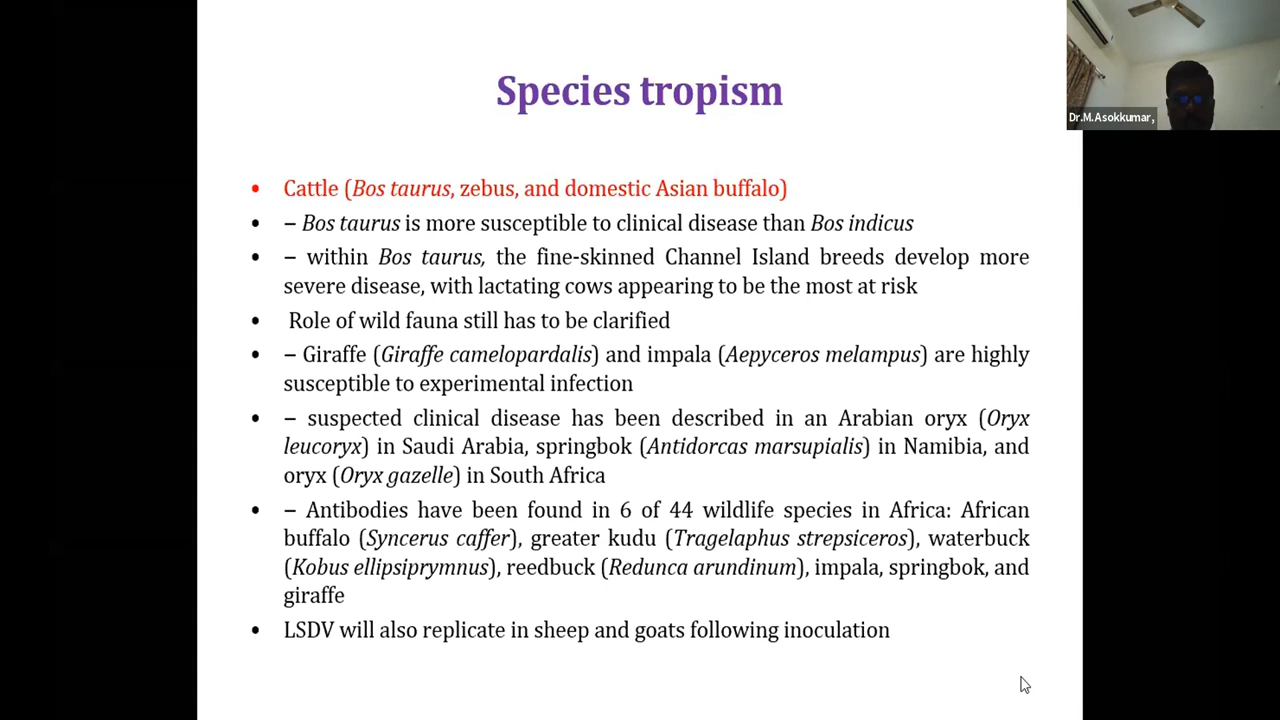 Species tropism
Dr.M.Asokkumar,
• Cattle (Bos taurus, zebus, and domestic Asian buffalo)
• – Bos taurus is more susceptible to clinical disease than Bos indicus
• – within Bos taurus, the fine-skinned Channel Island breeds develop more
severe disease, with lactating cows appearing to be the most at risk
• Role of wild fauna still has to be clarified
• – Giraffe (Giraffe camelopardalis) and impala (Aepyceros melampus) are highly
susceptible to experimental infection
• – suspected clinical disease has been described in an Arabian oryx (Oryx
leucoryx) in Saudi Arabia, springbok (Antidorcas marsupialis) in Namibia, and
oryx (Oryx gazelle) in South Africa
• – Antibodies have been found in 6 of 44 wildlife species in Africa: African
buffalo (Syncerus caffer), greater kudu (Tragelaphus strepsiceros), waterbuck
(Kobus ellipsiprymnus), reedbuck (Redunca arundinum), impala, springbok, and
giraffe
• LSDV will also replicate in sheep and goats following inoculation